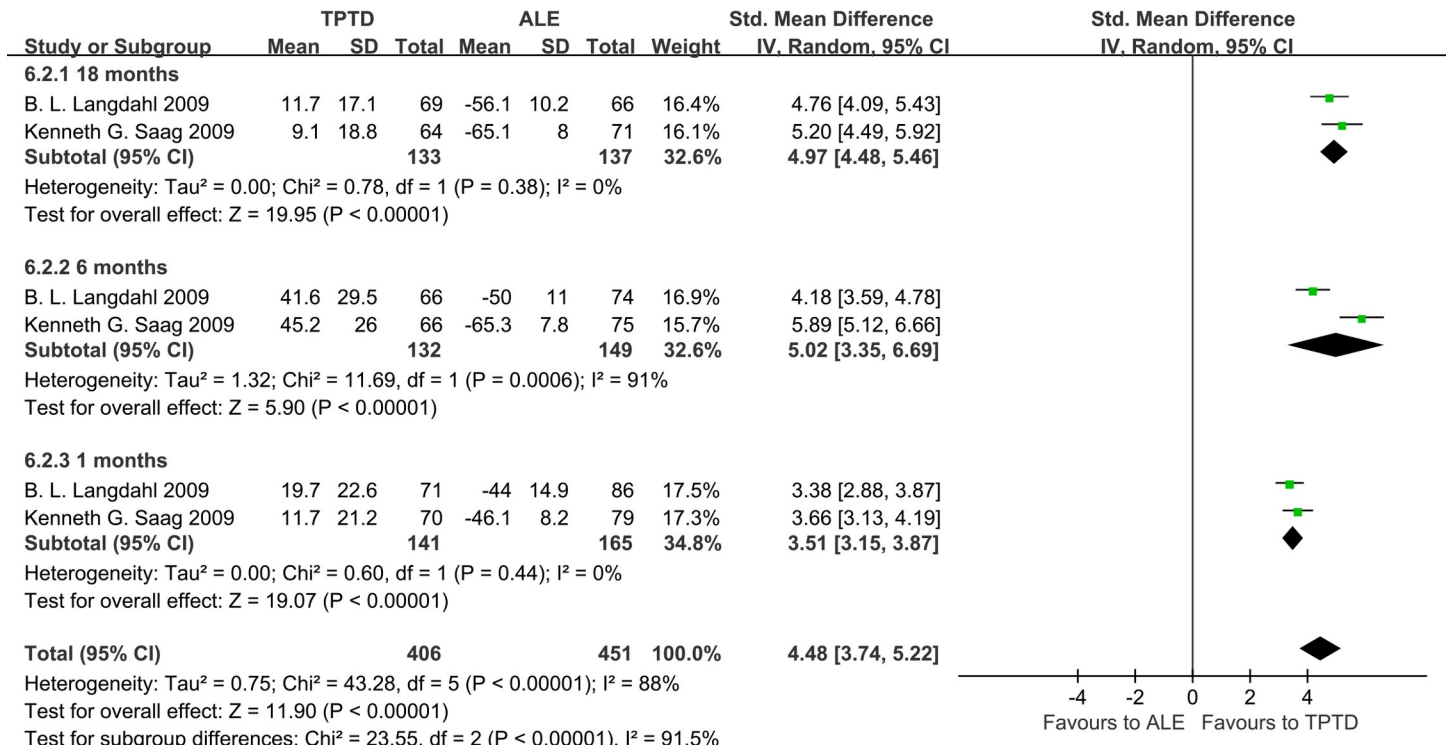 TPTD ALE Std. Mean Difference Std. Mean Difference
Study or Subgroup Mean SD Total Mean SD Total Weight IV, Random, 95% CI IV, Random, 95% CI
6.2.1 18 months
B. L. Langdahl 2009 11.7 17.1 69 -56.1 10.2 66 16.4% 4.76 [4.09, 5.43]
Kenneth G. Saag 2009 9.1 18.8 64 -65.1 8 71 16.1% 5.20 [4.49, 5.92]
Subtotal (95% CI) 133 137 32.6% 4.97 [4.48, 5.46]
Heterogeneity: Tau² = 0.00; Chi² = 0.78, df = 1 (P = 0.38); I² = 0%
Test for overall effect: Z = 19.95 (P < 0.00001)
6.2.2 6 months
B. L. Langdahl 2009 41.6 29.5 66 -50 11 74 16.9% 4.18 [3.59, 4.78]
Kenneth G. Saag 2009 45.2 26 66 -65.3 7.8 75 15.7% 5.89 [5.12, 6.66]
Subtotal (95% CI) 132 149 32.6% 5.02 [3.35, 6.69]
Heterogeneity: Tau² = 1.32; Chi² = 11.69, df = 1 (P = 0.0006); I² = 91%
Test for overall effect: Z = 5.90 (P < 0.00001)
6.2.3 1 months
B. L. Langdahl 2009 19.7 22.6 71 -44 14.9 86 17.5% 3.38 [2.88, 3.87]
Kenneth G. Saag 2009 11.7 21.2 70 -46.1 8.2 79 17.3% 3.66 [3.13, 4.19]
Subtotal (95% CI) 141 165 34.8% 3.51 [3.15, 3.87]
Heterogeneity: Tau² = 0.00; Chi² = 0.60, df = 1 (P = 0.44); I² = 0%
Test for overall effect: Z = 19.07 (P < 0.00001)
Total (95% CI) 406 451 100.0% 4.48 [3.74, 5.22]
Heterogeneity: Tau² = 0.75; Chi² = 43.28, df = 5 (P < 0.00001); I² = 88%
Test for overall effect: Z = 11.90 (P < 0.00001)
Test for subgroup differences: Chi² = 23.55, df = 2 (P < 0.00001), I² = 91.5%
-4 -2 0 2 4
Favours to ALE Favours to TPTD